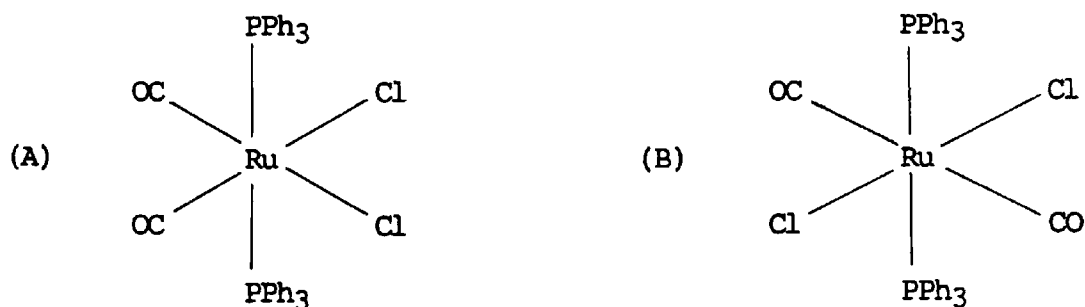 PPh3 PPh3
OC Cl OC Cl
(A) Ru (B) Ru
OC Cl Cl CO
PPh3 PPh3